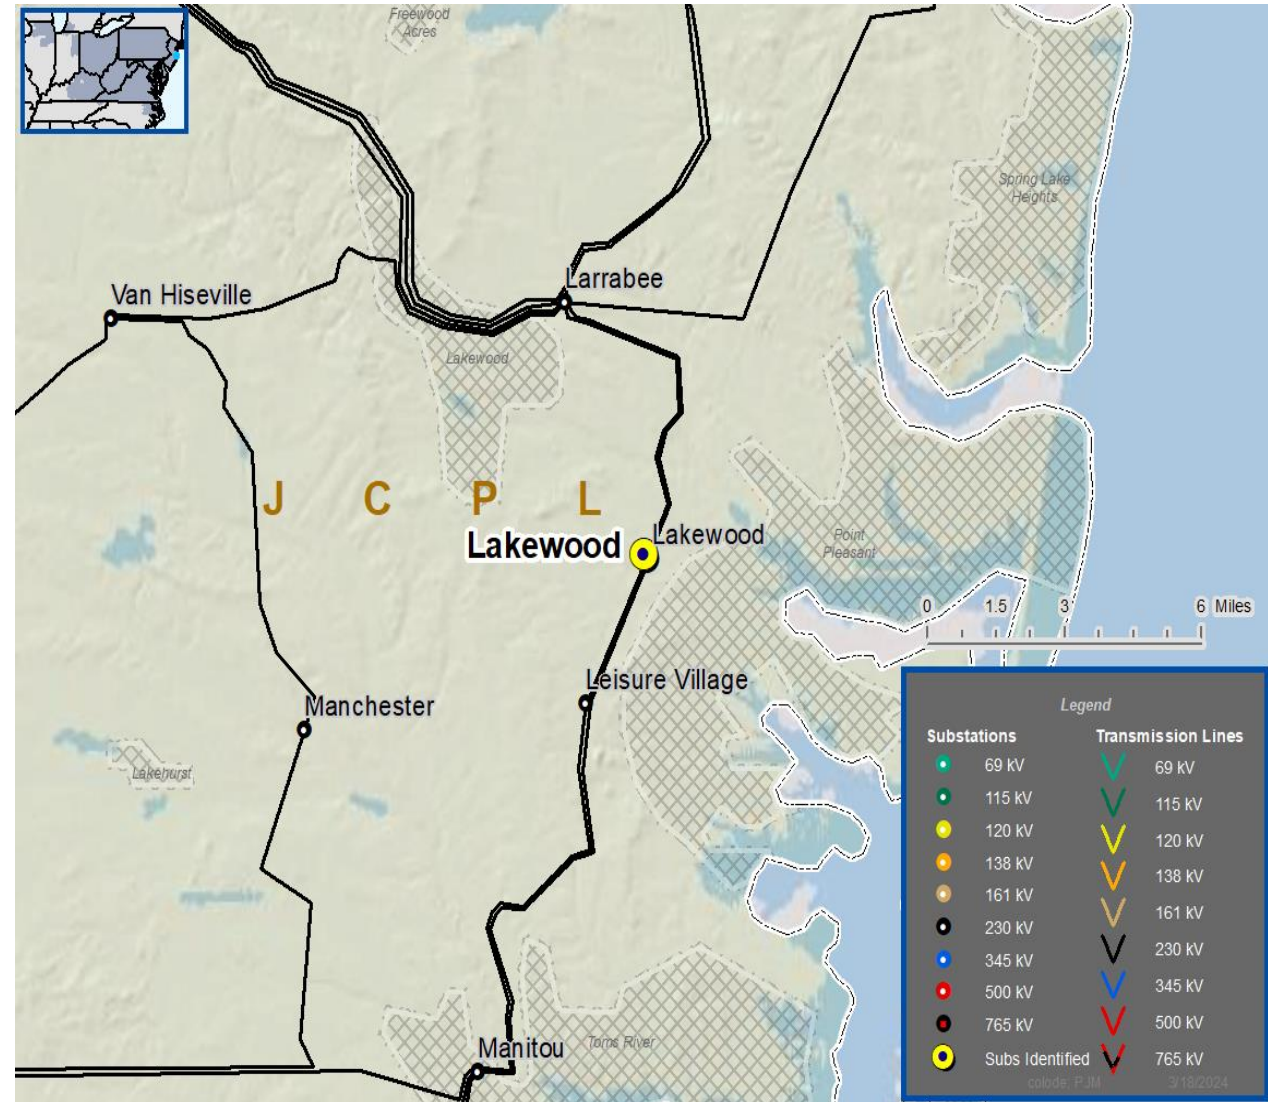 Freewood
Acres
Spring Lake
Heights
Larrabee
Van Hiseville
Lakewood
J C P L
Lakewood
Lakewood
Point
Pleasant
0 1.5 3 6 Miles
Leisure Village
Manchester
Lakehurst
Manitou
Toms River
Legend
Substations
69 kV
115 kV
120 kV
138 kV
161 kV
230 kV
345 kV
500 kV
765 kV
Subs Identified
Transmission Lines
69 kV
115 kV
120 kV
138 kV
161 kV
230 kV
345 kV
500 kV
765 kV
colode: PJM 3/18/2024